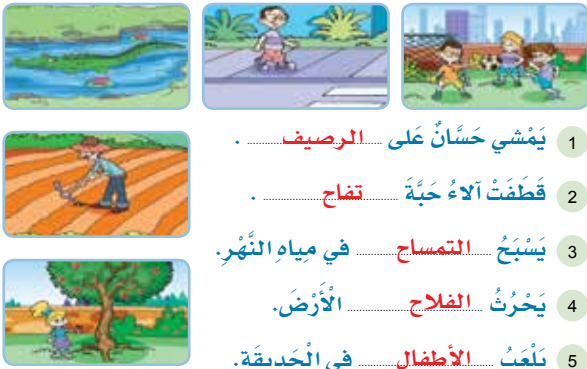 1 يَمْشي حَسَّانٌ عَلى الرصيف .
2 قَطَفَتْ آلاءُ حَبَّةَ تفاح .
3 يَسْبَحُ التمساح في مِياهِ النَّهْرِ.
4 يَحْرُثُ الفلاح الْأَرْضَ.
5 يَلْعَبُ الأطفال في الْحَديقَة.